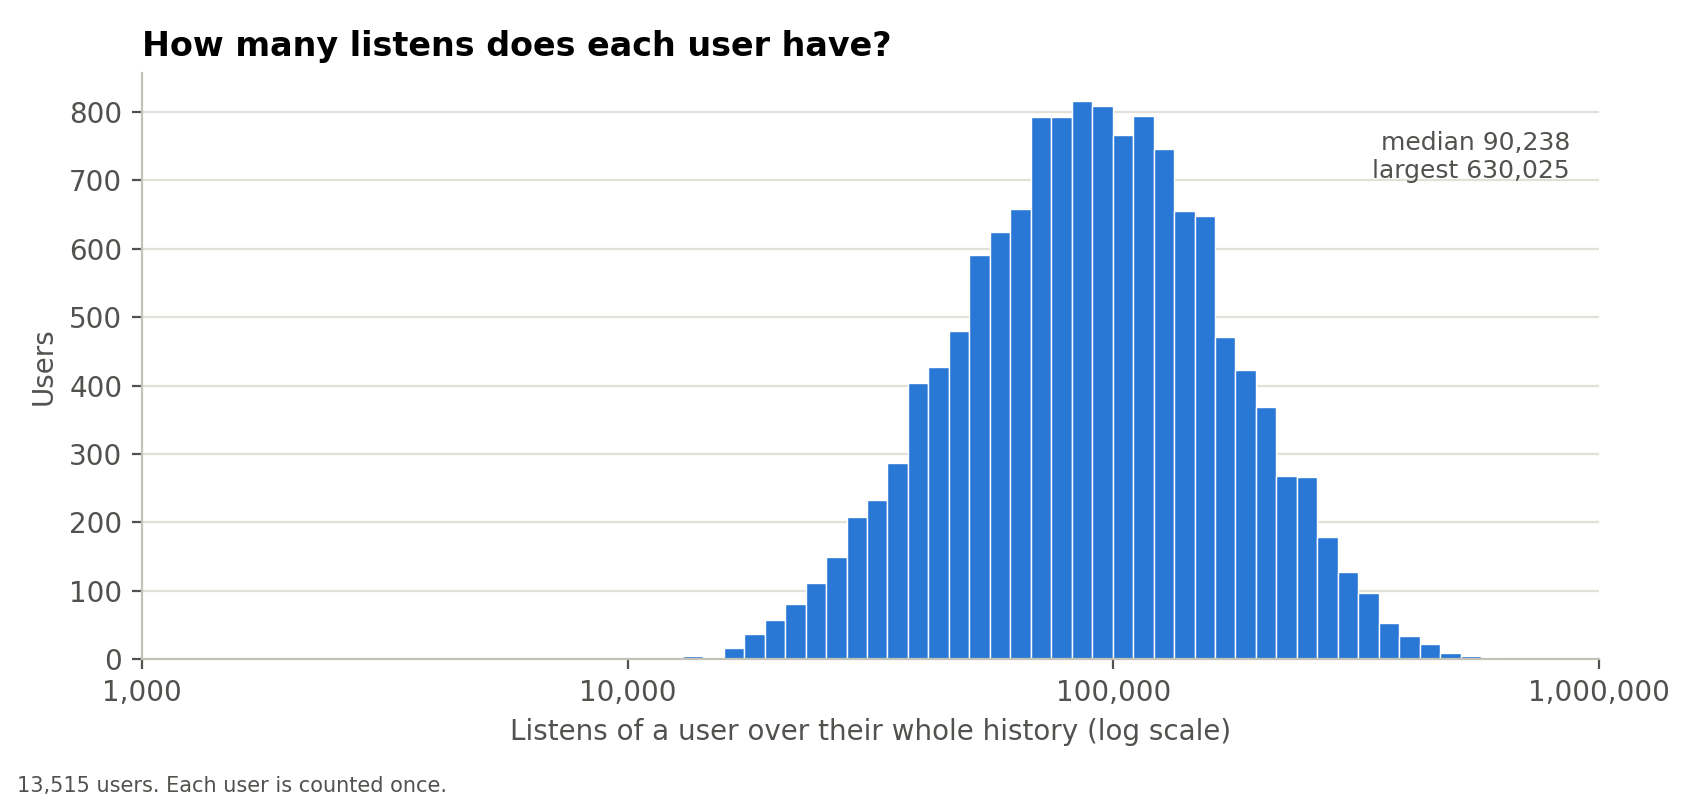 How many listens does each user have?
median 90,238
largest 630,025
800
700
600
500
400
300
200
100
0
Users
1,000
10,000
100,000
1,000,000
Listens of a user over their whole history (log scale)
13,515 users. Each user is counted once.